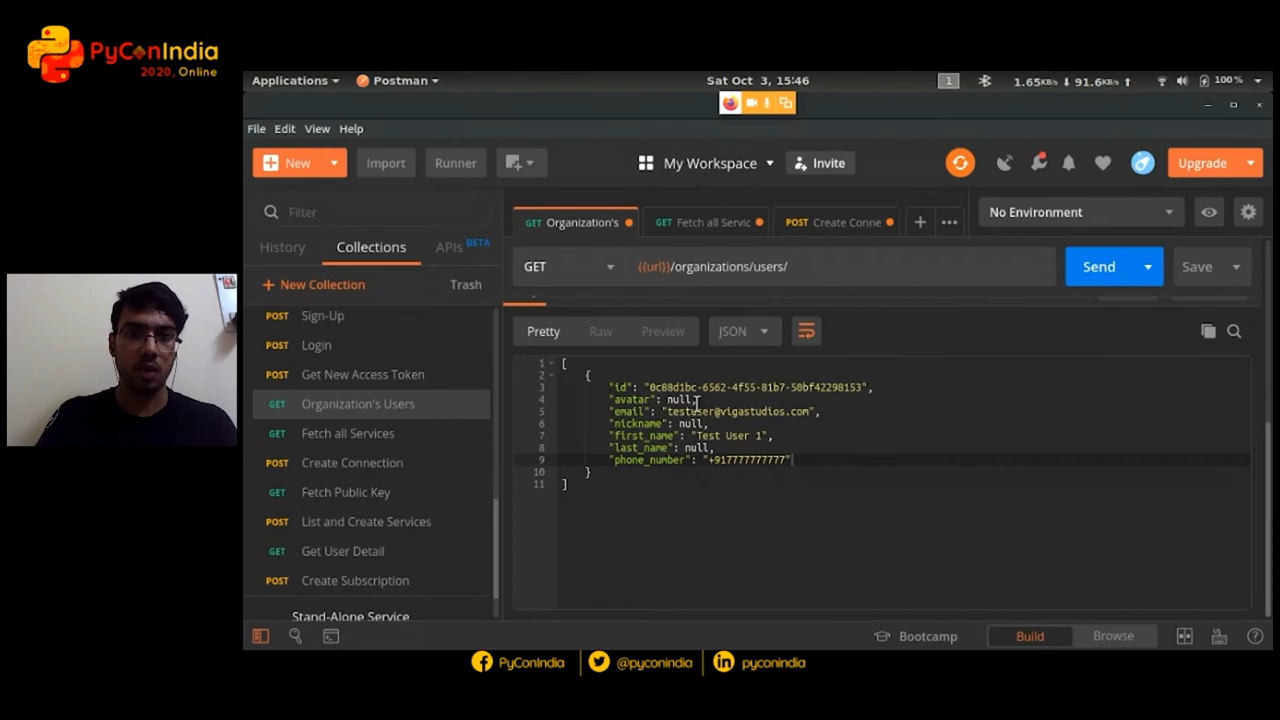 PyConIndia
2020, Online
Applications
Postman
Sat Oct 3, 15:46
1
1.65KB/s
91.6KB/s
100%
File Edit View Help
New
Import
Runner
My Workspace
Invite
Upgrade
Filter
GET Organization's
GET Fetch all Servic
POST Create Conne
No Environment
History
Collections
APIs BETA
GET
{{url}}/organizations/users/
Send
Save
+ New Collection
Trash
POST Sign-Up
POST Login
POST Get New Access Token
GET Organization's Users
GET Fetch all Services
POST Create Connection
GET Fetch Public Key
POST List and Create Services
GET Get User Detail
POST Create Subscription
Stand-Alone Service
Pretty
Raw
Preview
JSON
1 [
2 {
3 "id": "0c88d1bc-6562-4f55-81b7-50bf42298153",
4 "avatar": null,
5 "email": "testuser@vigastudios.com",
6 "nickname": null,
7 "first_name": "Test User 1",
8 "last_name": null,
9 "phone_number": "+917777777777"
10 }
11 ]
Bootcamp
Build
Browse
PyConIndia
@pyconindia
pyconindia